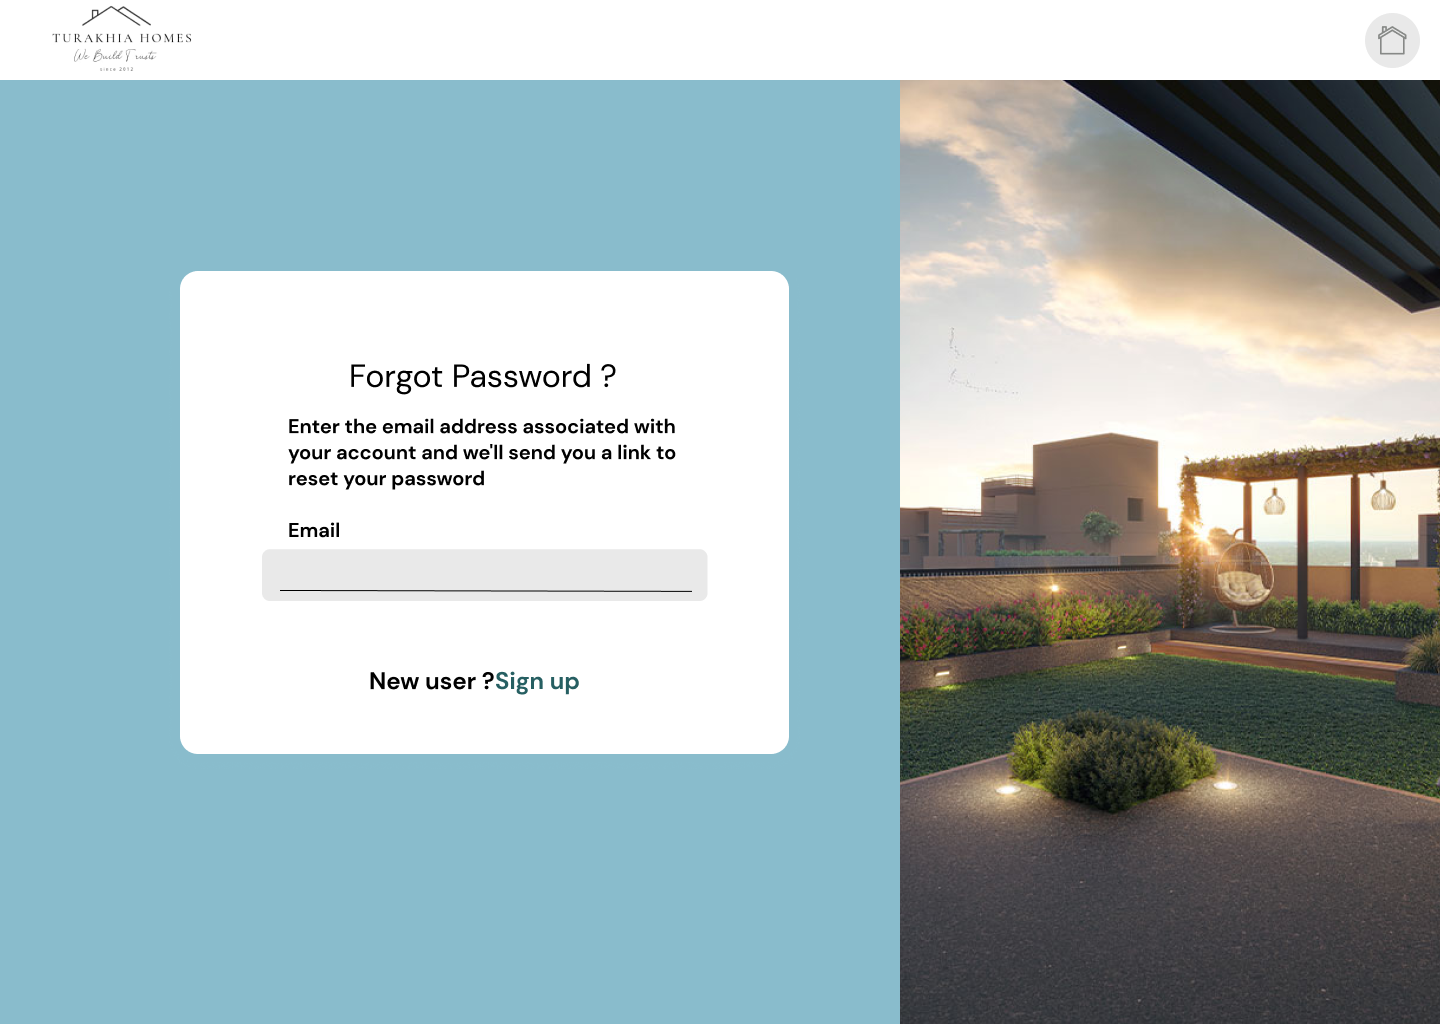 TURAKHIA HOMES
We Build Trusts
since 2012
Forgot Password ?
Enter the email address associated with
your account and we'll send you a link to
reset your password
Email
New user ?Sign up